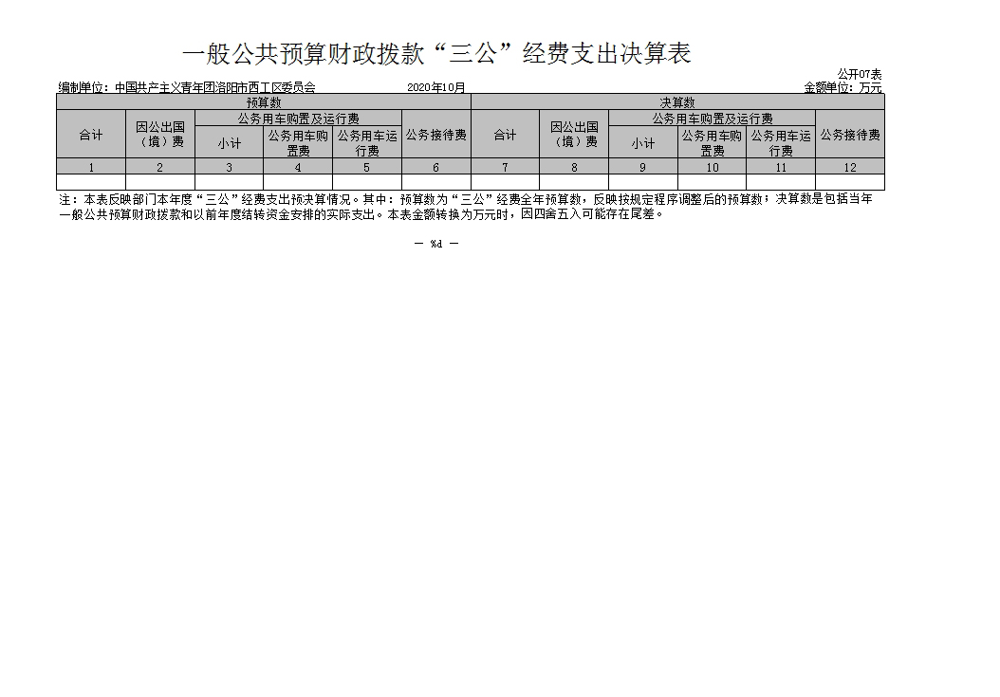 一般公共预算财政拨款“三公”经费支出决算表
公开07表
编制单位：中国共产主义青年团洛阳市西工区委员会 2020年10月 金额单位：万元
预算数 决算数
合计 因公出国（境）费 公务用车购置及运行费 公务接待费 合计 因公出国（境）费 公务用车购置及运行费 公务接待费
小计 公务用车购置费 公务用车运行费 小计 公务用车购置费 公务用车运行费
1 2 3 4 5 6 7 8 9 10 11 12
注：本表反映部门本年度“三公”经费支出预决算情况。其中：预算数为“三公”经费全年预算数，反映按规定程序调整后的预算数；决算数是包括当年
一般公共预算财政拨款和以前年度结转资金安排的实际支出。本表金额转换为万元时，因四舍五入可能存在尾差。
— %d —